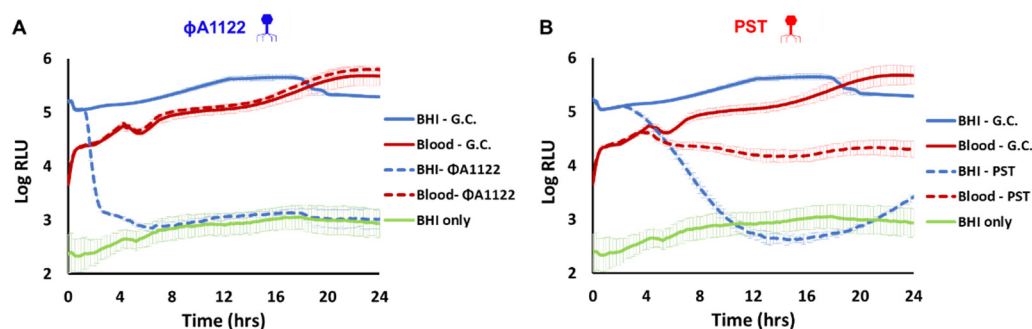 A
ϕA1122
Log RLU
6
5
4
3
2
0
4
8
12
16
20
24
Time (hrs)
BHI - G.C.
Blood - G.C.
BHI- ΦA1122
Blood- ΦA1122
BHI only
B
PST
Log RLU
6
5
4
3
2
0
4
8
12
16
20
24
Time (hrs)
BHI - G.C.
Blood - G.C.
BHI - PST
Blood - PST
BHI only